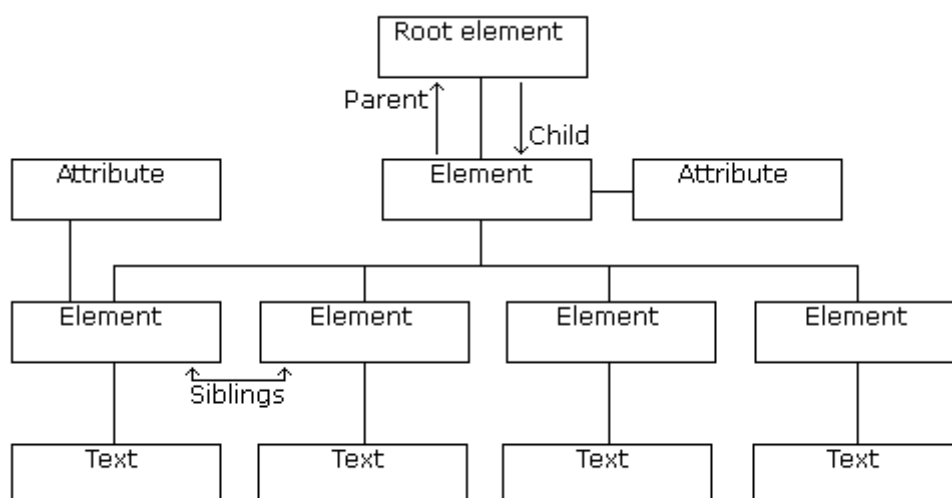 Root element
Parent
Child
Attribute
Element
Attribute
Element
Element
Element
Element
Siblings
Text
Text
Text
Text